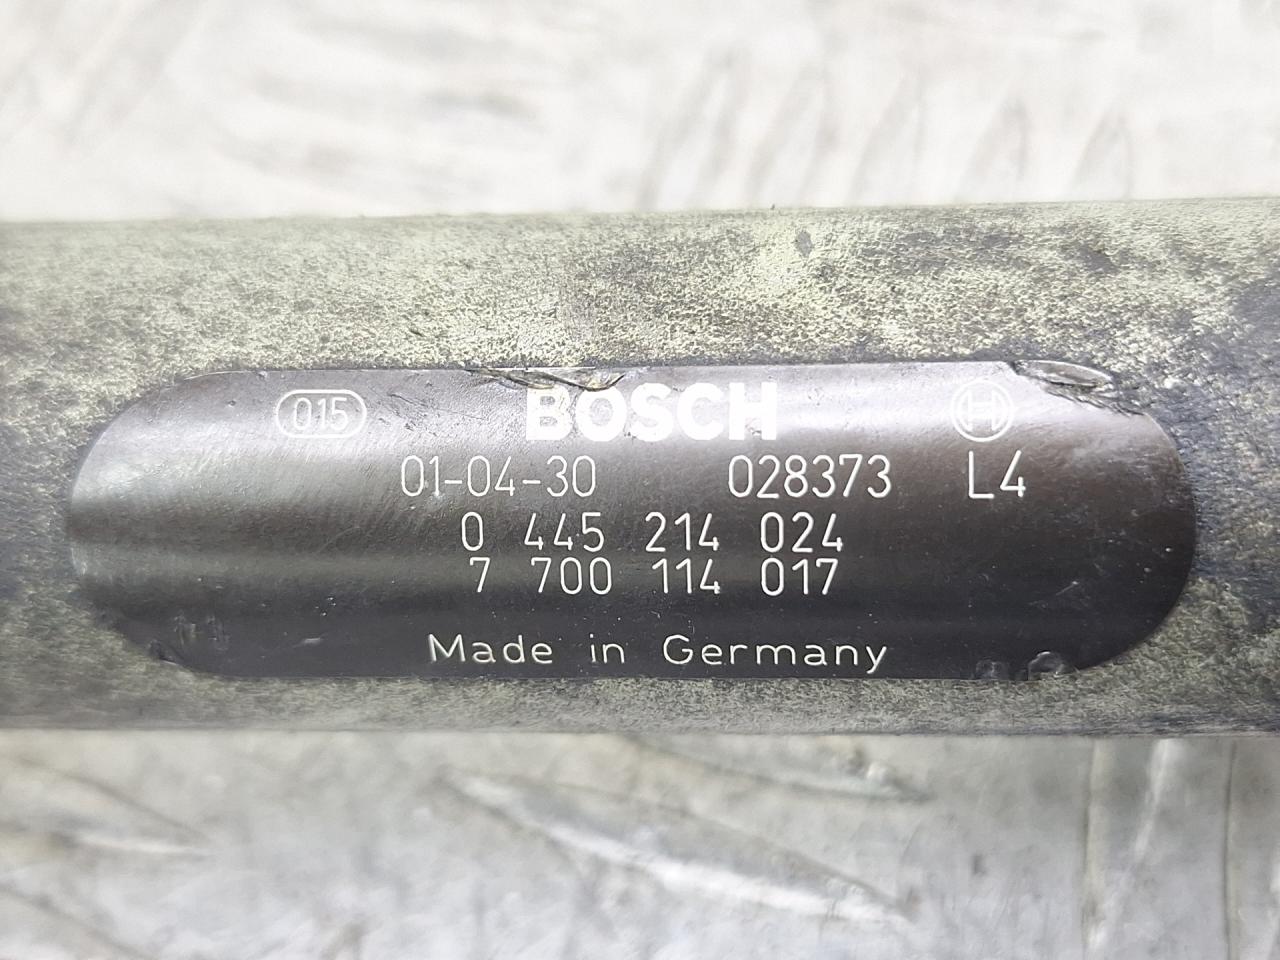 015 BOSCH
01-04-30 028373 L4
0 445 214 024
7 700 114 017
Made in Germany